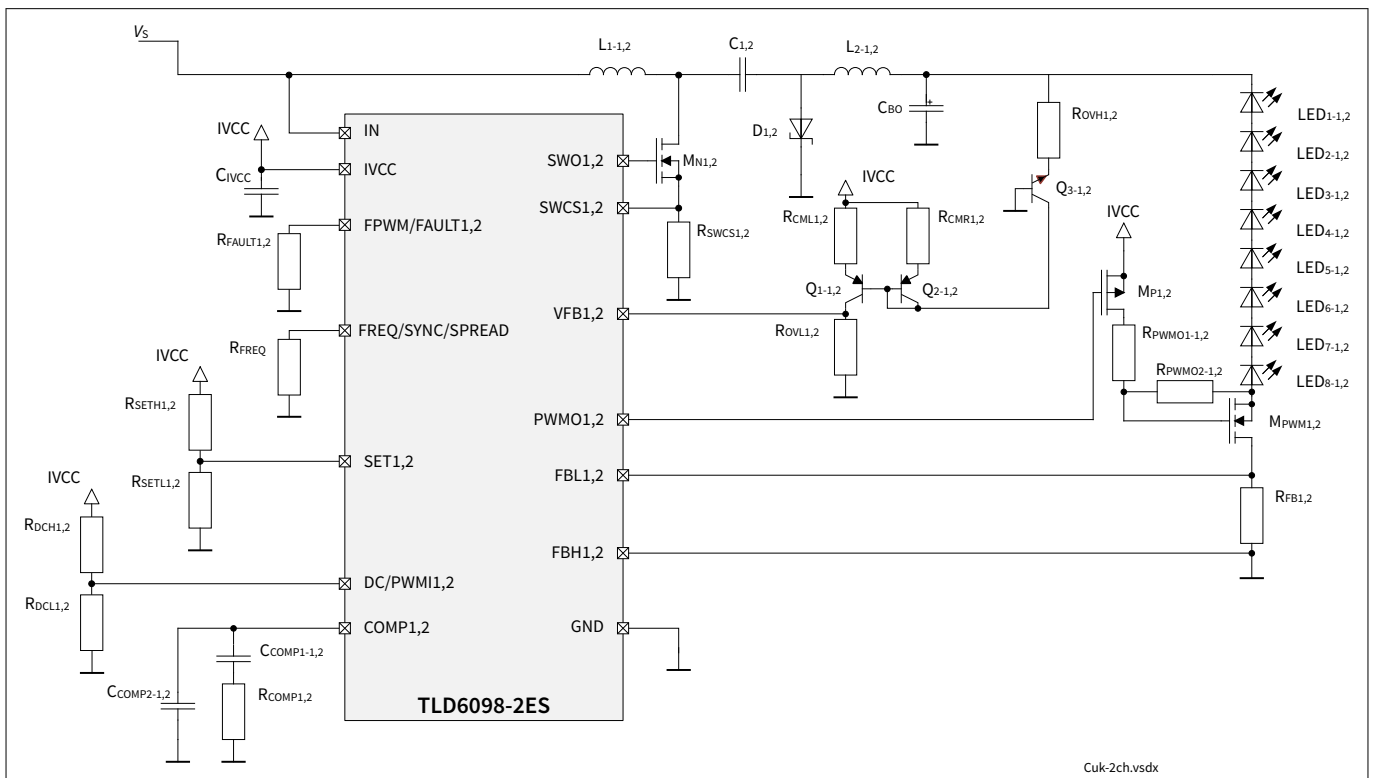 VS
L1-1,2
C1,2
L2-1,2
CBO
ROVH1,2
D1,2
IVCC
IN
SWO1,2
MN1,2
Q3-1,2
LED1-1,2
LED2-1,2
LED3-1,2
LED4-1,2
LED5-1,2
LED6-1,2
LED7-1,2
LED8-1,2
CIVCC
IVCC
SWCS1,2
RSWCS1,2
IVCC
RCML1,2
RCMR1,2
IVCC
RFAULT1,2
FPWM/FAULT1,2
Q1-1,2
Q2-1,2
MP1,2
VFB1,2
ROVL1,2
RFREQ
FREQ/SYNC/SPREAD
RPWMO1-1,2
RPWMO2-1,2
IVCC
RSETH1,2
PWMO1,2
MPWM1,2
SET1,2
RSETL1,2
FBL1,2
RFB1,2
IVCC
RDCH1,2
FBH1,2
DC/PWMI1,2
RDCL1,2
COMP1,2
GND
CCOMP1-1,2
CCOMP2-1,2
RCOMP1,2
TLD6098-2ES
Cuk-2ch.vsdx